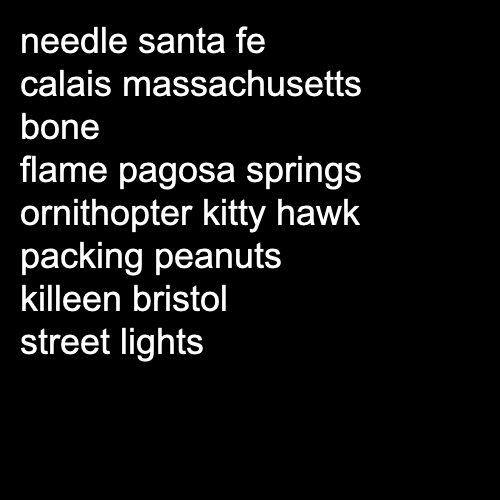 needle santa fe
calais massachusetts
bone
flame pagosa springs
ornithopter kitty hawk
packing peanuts
killeen bristol
street lights